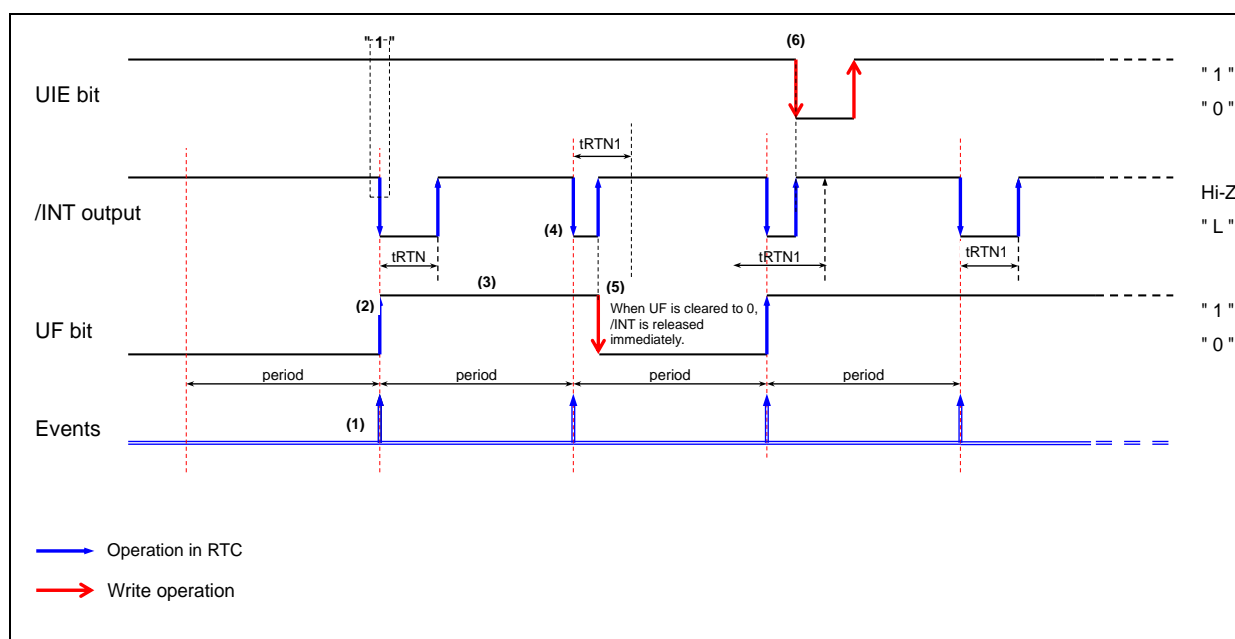 " 1 "
(6)
UIE bit
" 1 "
" 0 "
tRTN1
/INT output
Hi-Z
" L "
(4)
tRTN
tRTN1
tRTN1
(2)
(3)
(5)
UF bit
When UF is cleared to 0,
/INT is released
immediately.
" 1 "
" 0 "
period
period
period
period
Events
(1)
Operation in RTC
Write operation